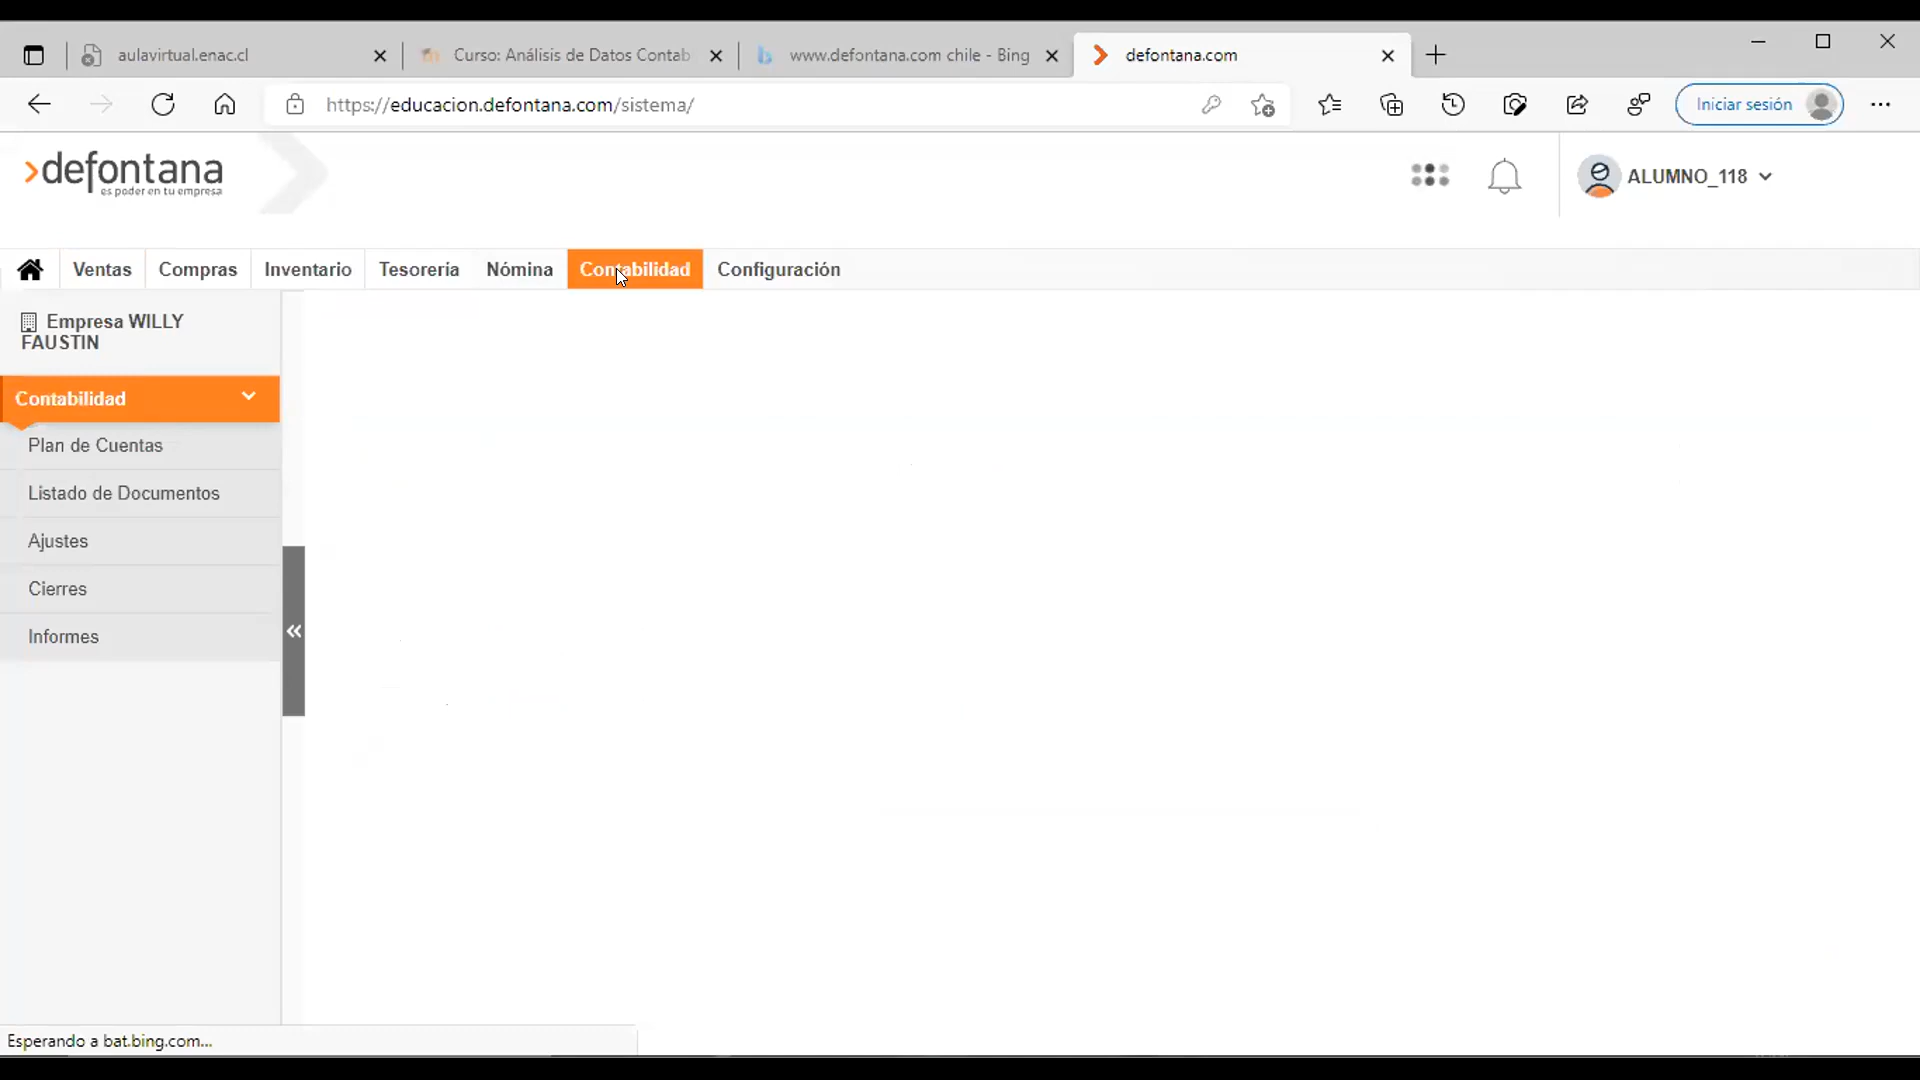 aulavirtual.enac.cl
Curso: Análisis de Datos Contab
www.defontana.com chile - Bing
defontana.com
https://educacion.defontana.com/sistema/
Iniciar sesión
defontana
es poder en tu empresa
ALUMNO_118
Ventas
Compras
Inventario
Tesorería
Nómina
Contabilidad
Configuración
Empresa WILLY
FAUSTIN
Contabilidad
Plan de Cuentas
Listado de Documentos
Ajustes
Cierres
Informes
Esperando a bat.bing.com...